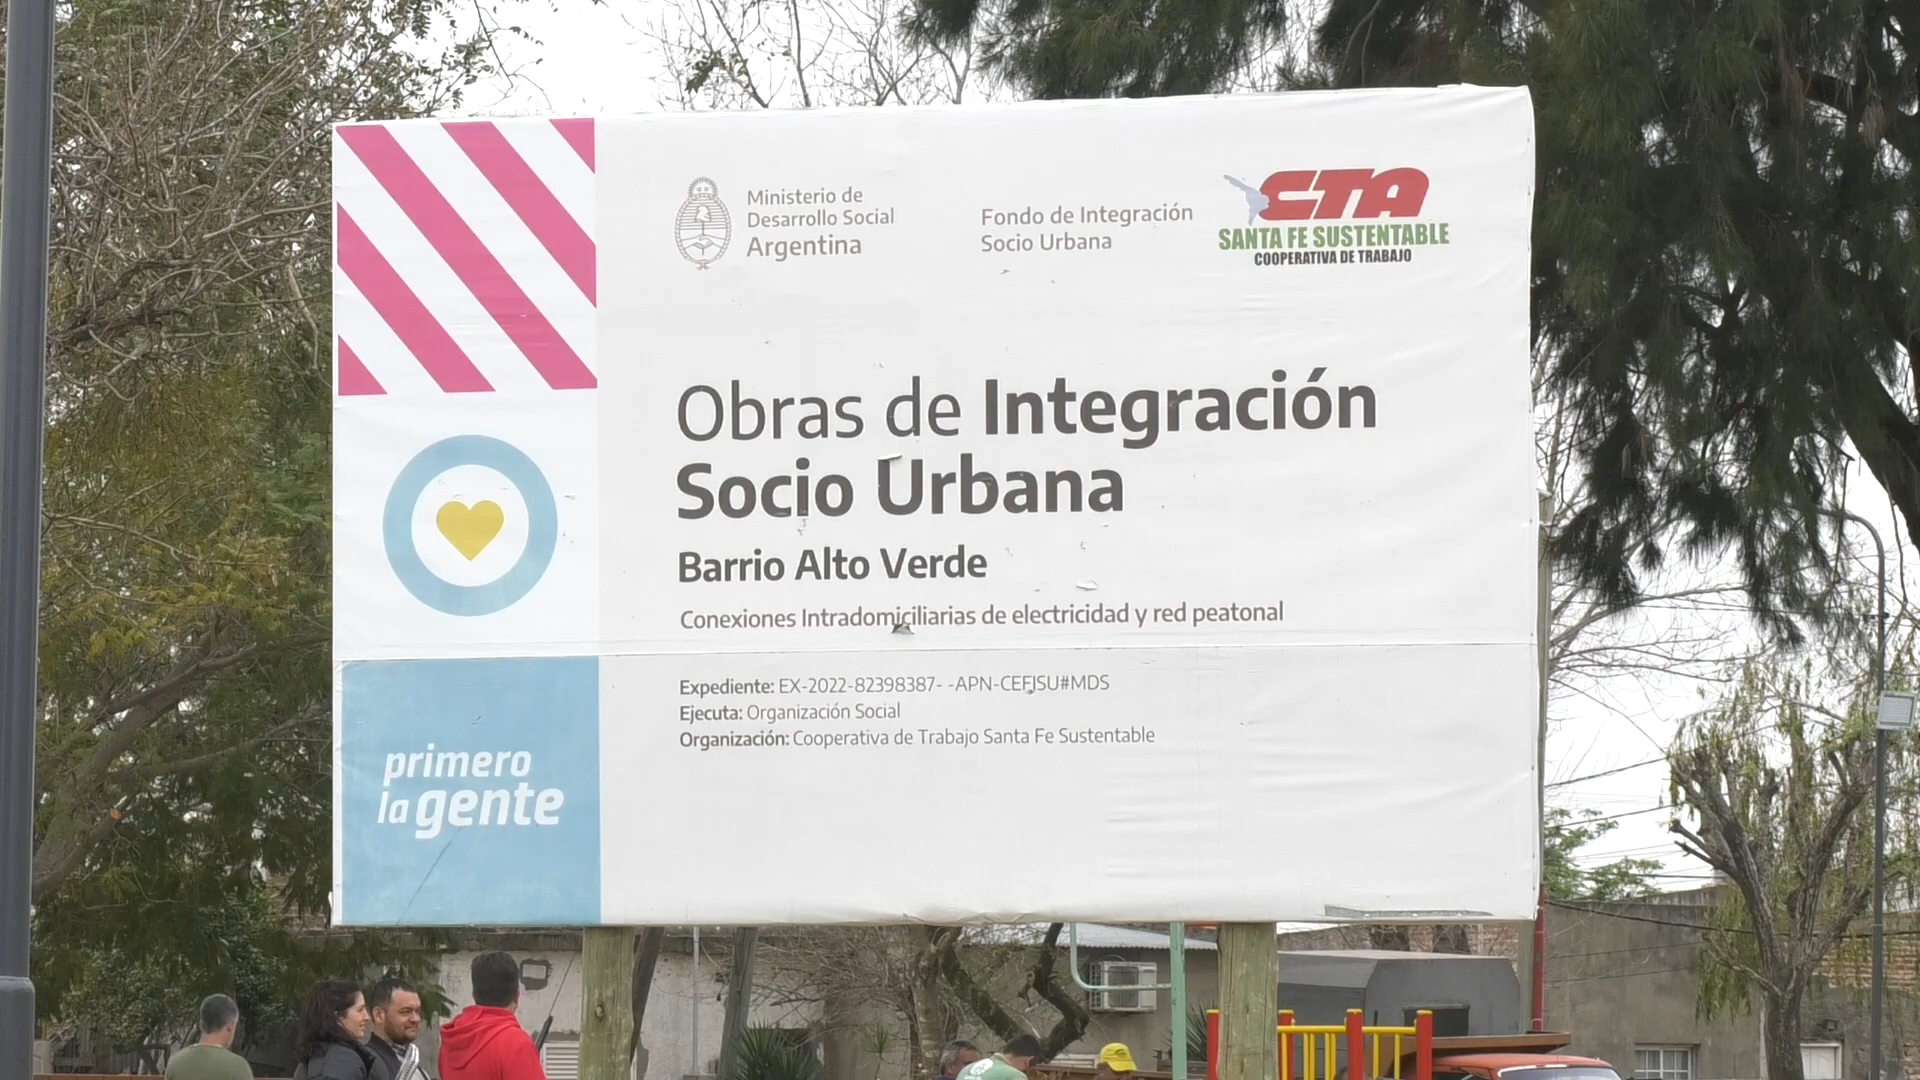 Ministerio de
Desarrollo Social
Argentina
Fondo de Integración
Socio Urbana
CTA
SANTA FE SUSTENTABLE
COOPERATIVA DE TRABAJO
Obras de Integración
Socio Urbana
Barrio Alto Verde
Conexiones Intradomiciliarias de electricidad y red peatonal
Expediente: EX-2022-82398387- -APN-CEFISU#MDS
Ejecuta: Organización Social
Organización: Cooperativa de Trabajo Santa Fe Sustentable
primero
la gente